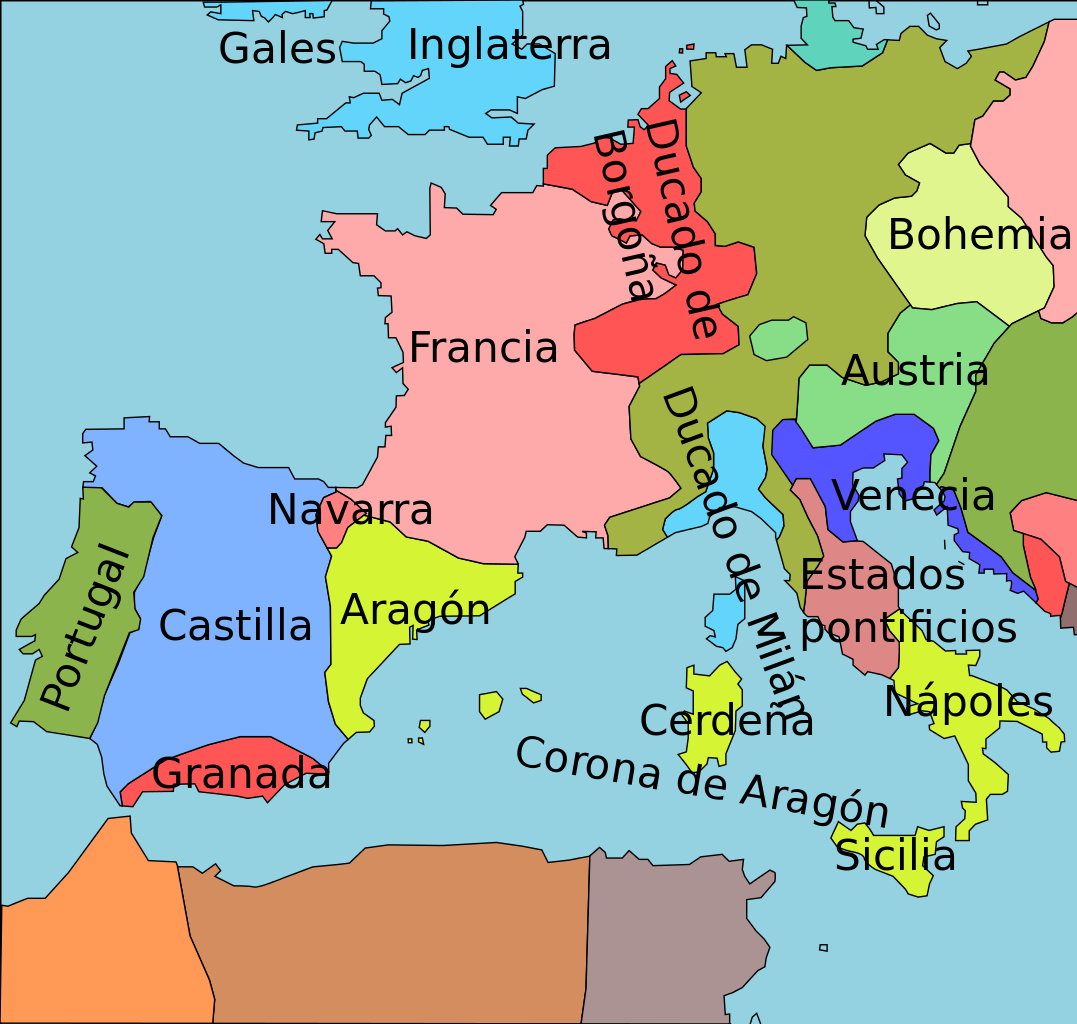 Gales
Inglaterra
Ducado de
Borgoña
Bohemia
Francia
Austria
Ducado de Milán
Venecia
Navarra
Estados
pontificios
Aragón
Castilla
Portugal
Nápoles
Cerdeña
Granada
Corona de Aragón
Sicilia